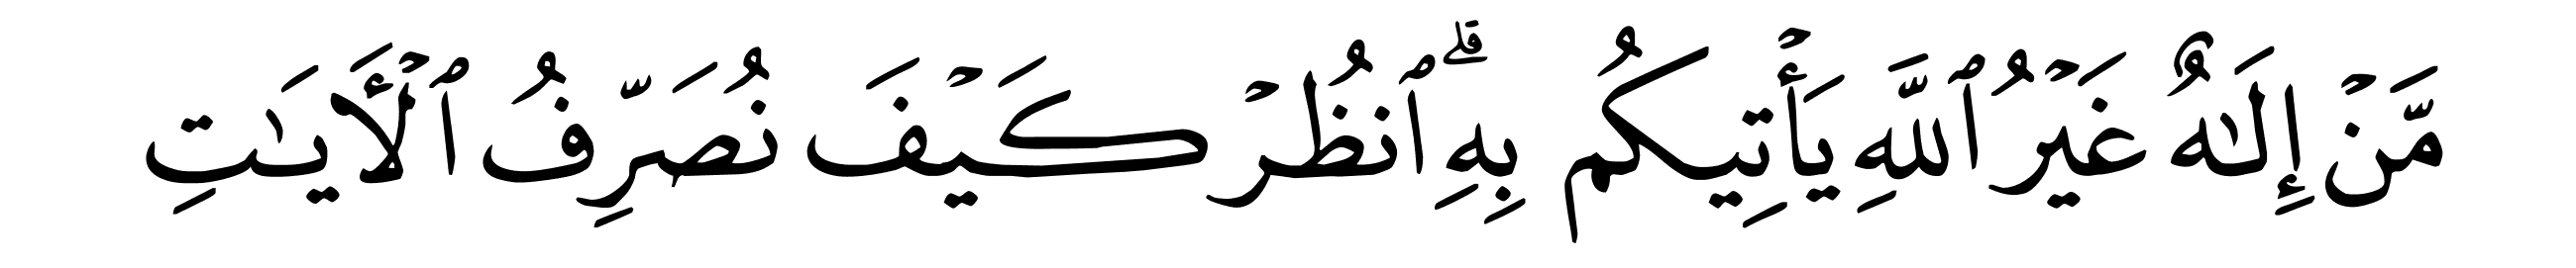 مَّنۡ إِلَـٰهٌ غَيۡرُ ٱللَّهِ يَأۡتِيكُم بِهِۗ ٱنظُرۡ كَيۡفَ نُصَرِّفُ ٱلۡأَيَـٰتِ